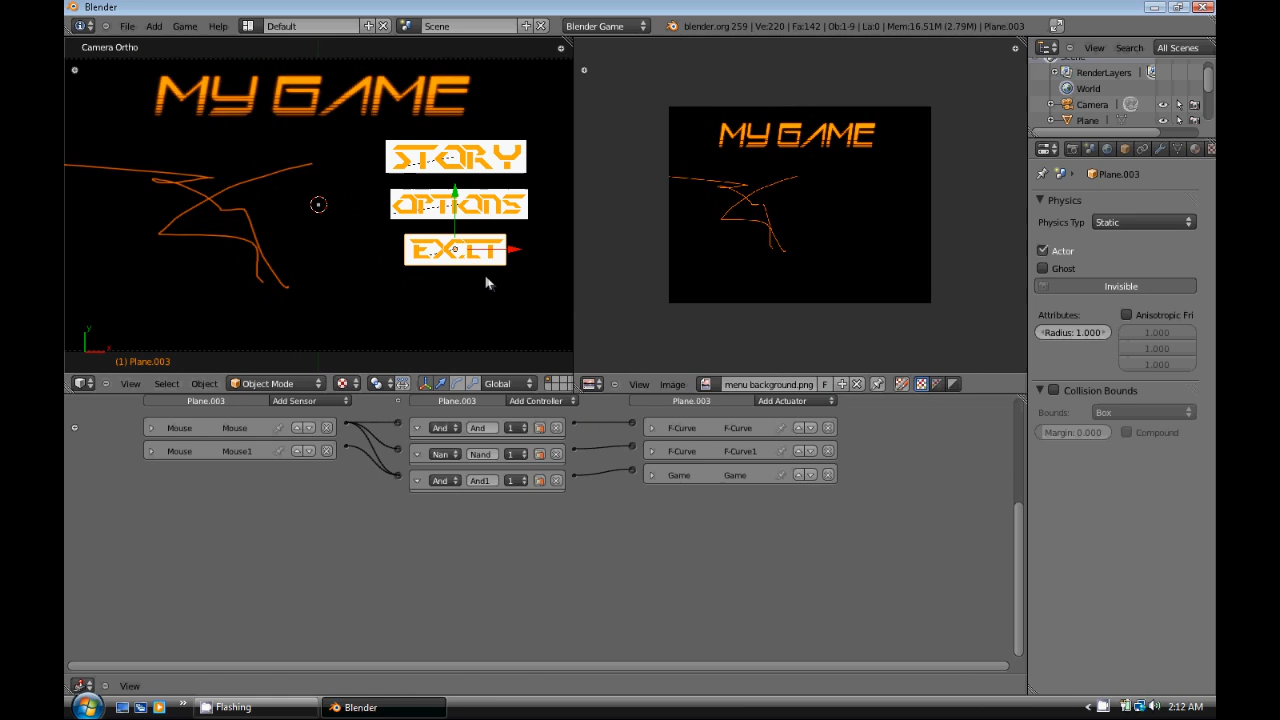 Blender
File Add Game Help Default Scene Blender Game blender.org 259 | Ve:220 | Fa:142 | Ob:1-9 | La:0 | Mem:16.51M (2.79M) | Plane.003
Camera Ortho
View Search All Scenes
RenderLayers
World
Camera
Plane
MY GAME
STORY
OPTIONS
EXIT
y
x
(1) Plane.003
MY GAME
Plane.003
Physics
Physics Typ Static
Actor
Ghost
Invisible
Attributes: Anisotropic Fri
Radius: 1.000 1.000
1.000
1.000
Collision Bounds
Bounds: Box
Margin: 0.000 Compound
View Select Object Object Mode Global
View Image menu background.png F
Plane.003 Add Sensor Plane.003 Add Controller Plane.003 Add Actuator
Mouse Mouse And And 1 F-Curve F-Curve
Mouse Mouse1 Nan Nand 1 F-Curve F-Curve1
And And1 1 Game Game
View
Flashing Blender 2:12 AM